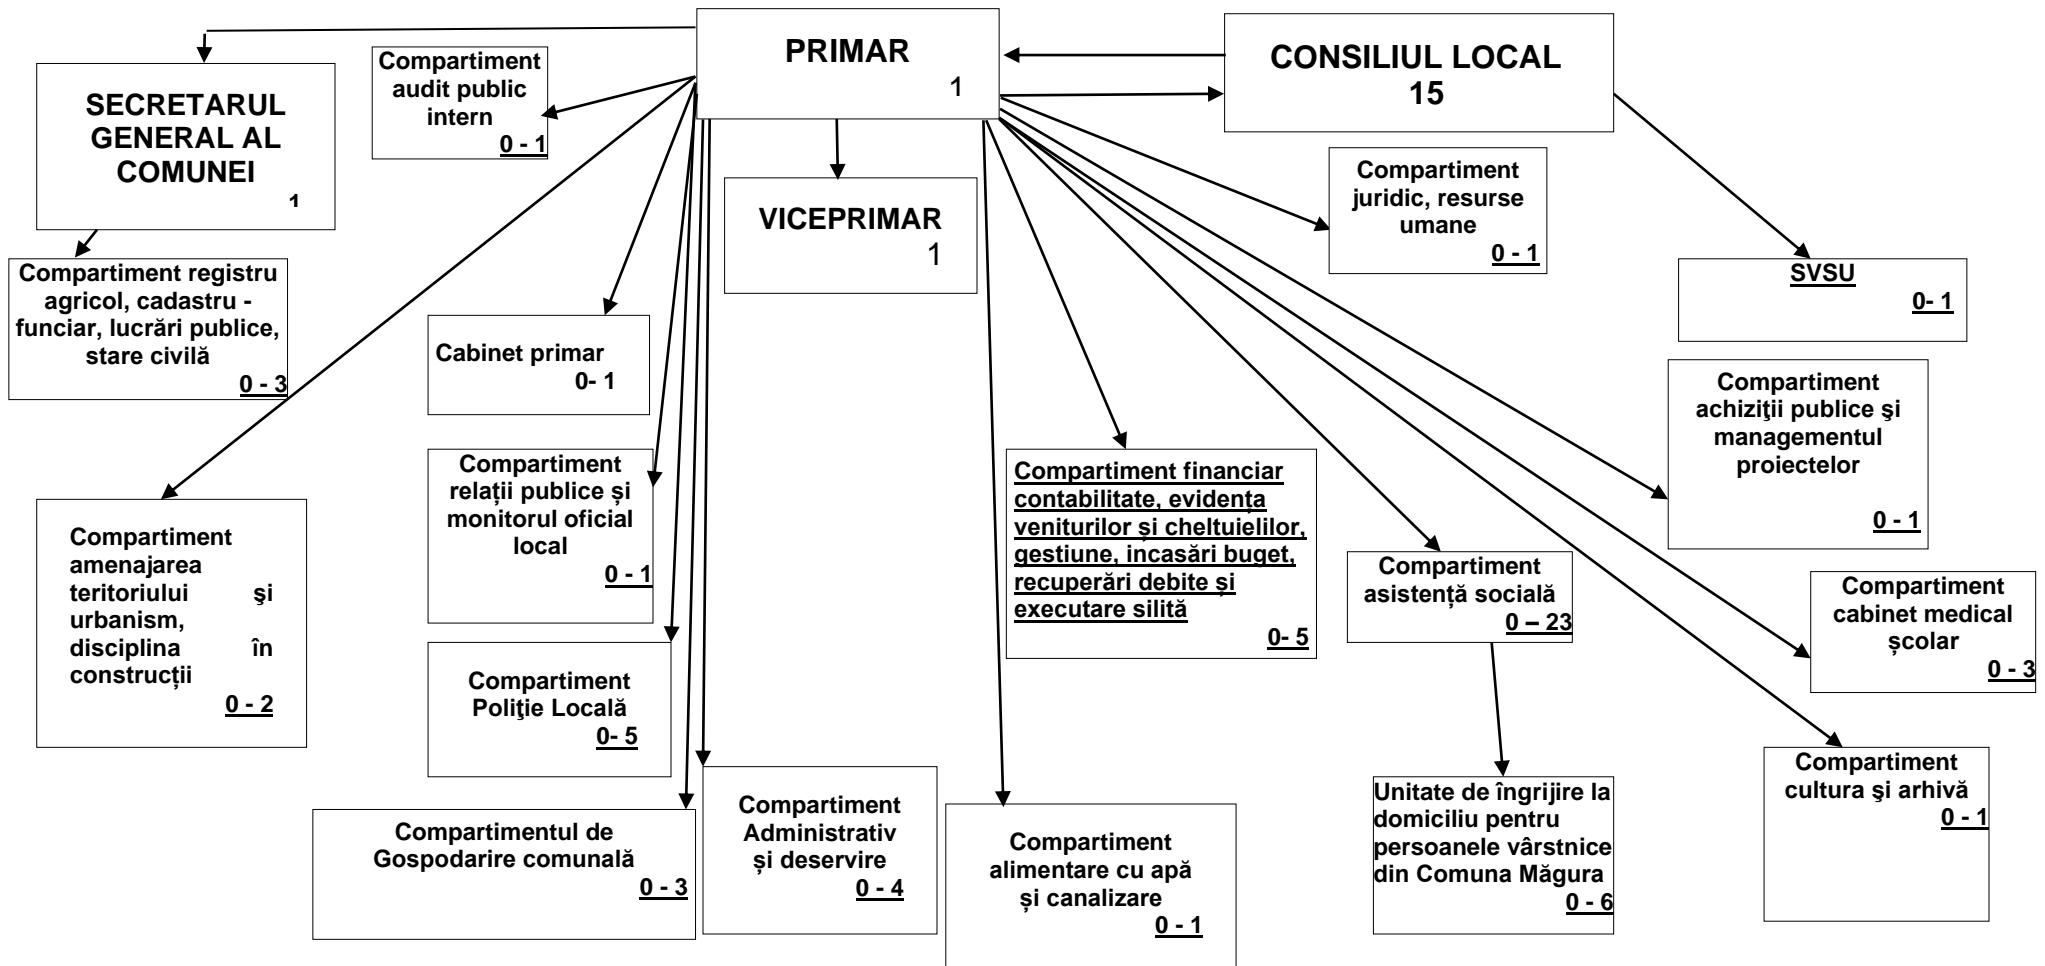 PRIMAR
1
CONSILIUL LOCAL
15
SECRETARUL
GENERAL AL
COMUNEI
1
Compartiment
audit public
intern
0 - 1
VICEPRIMAR
1
Compartiment
juridic, resurse
umane
0 - 1
SVSU
0- 1
Compartiment registru
agricol, cadastru -
funciar, lucrări publice,
stare civilă
0 - 3
Cabinet primar
0- 1
Compartiment
achiziţii publice şi
managementul
proiectelor
0 - 1
Compartiment
relații publice și
monitorul oficial
local
0 - 1
Compartiment financiar
contabilitate, evidența
veniturilor și cheltuielilor,
gestiune, incasări buget,
recuperări debite și
executare silită
0- 5
Compartiment
amenajarea
teritoriului şi
urbanism,
disciplina în
construcții
0 - 2
Compartiment
asistență socială
0 – 23
Compartiment
cabinet medical
școlar
0 - 3
Compartiment
Poliţie Locală
0- 5
Compartimentul de
Gospodarire comunală
0 - 3
Compartiment
Administrativ
și deservire
0 - 4
Compartiment
alimentare cu apă
și canalizare
0 - 1
Unitate de îngrijire la
domiciliu pentru
persoanele vârstnice
din Comuna Măgura
0 - 6
Compartiment
cultura şi arhivă
0 - 1